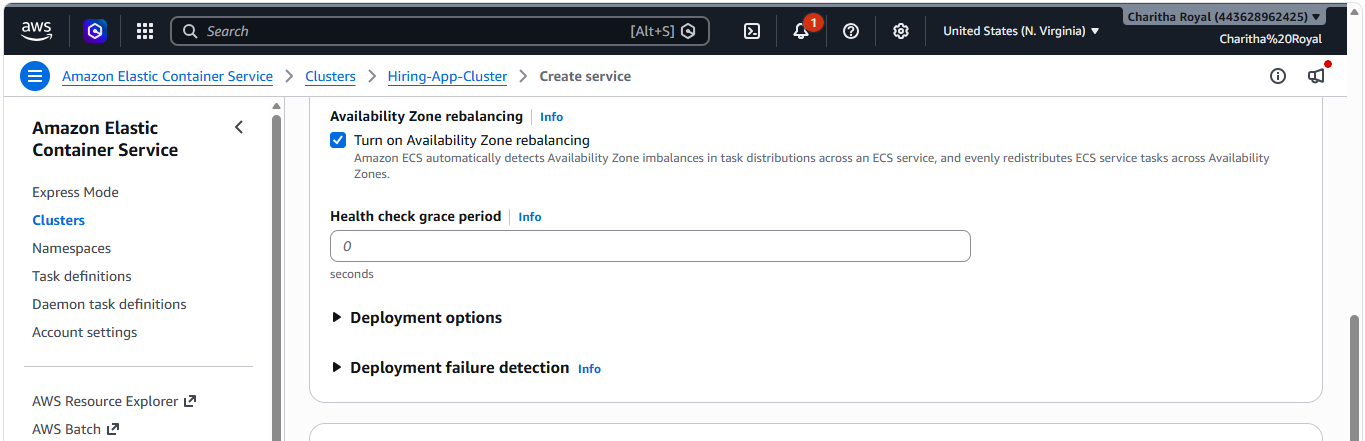 aws
Search [Alt+S] 1 United States (N. Virginia) Charitha Royal (443628962425)
Charitha%20Royal
Amazon Elastic Container Service Clusters Hiring-App-Cluster Create service
Amazon Elastic
Container Service
Express Mode
Clusters
Namespaces
Task definitions
Daemon task definitions
Account settings
AWS Resource Explorer
AWS Batch
Availability Zone rebalancing Info
Turn on Availability Zone rebalancing
Amazon ECS automatically detects Availability Zone imbalances in task distributions across an ECS service, and evenly redistributes ECS service tasks across Availability
Zones.
Health check grace period Info
0
seconds
Deployment options
Deployment failure detection Info